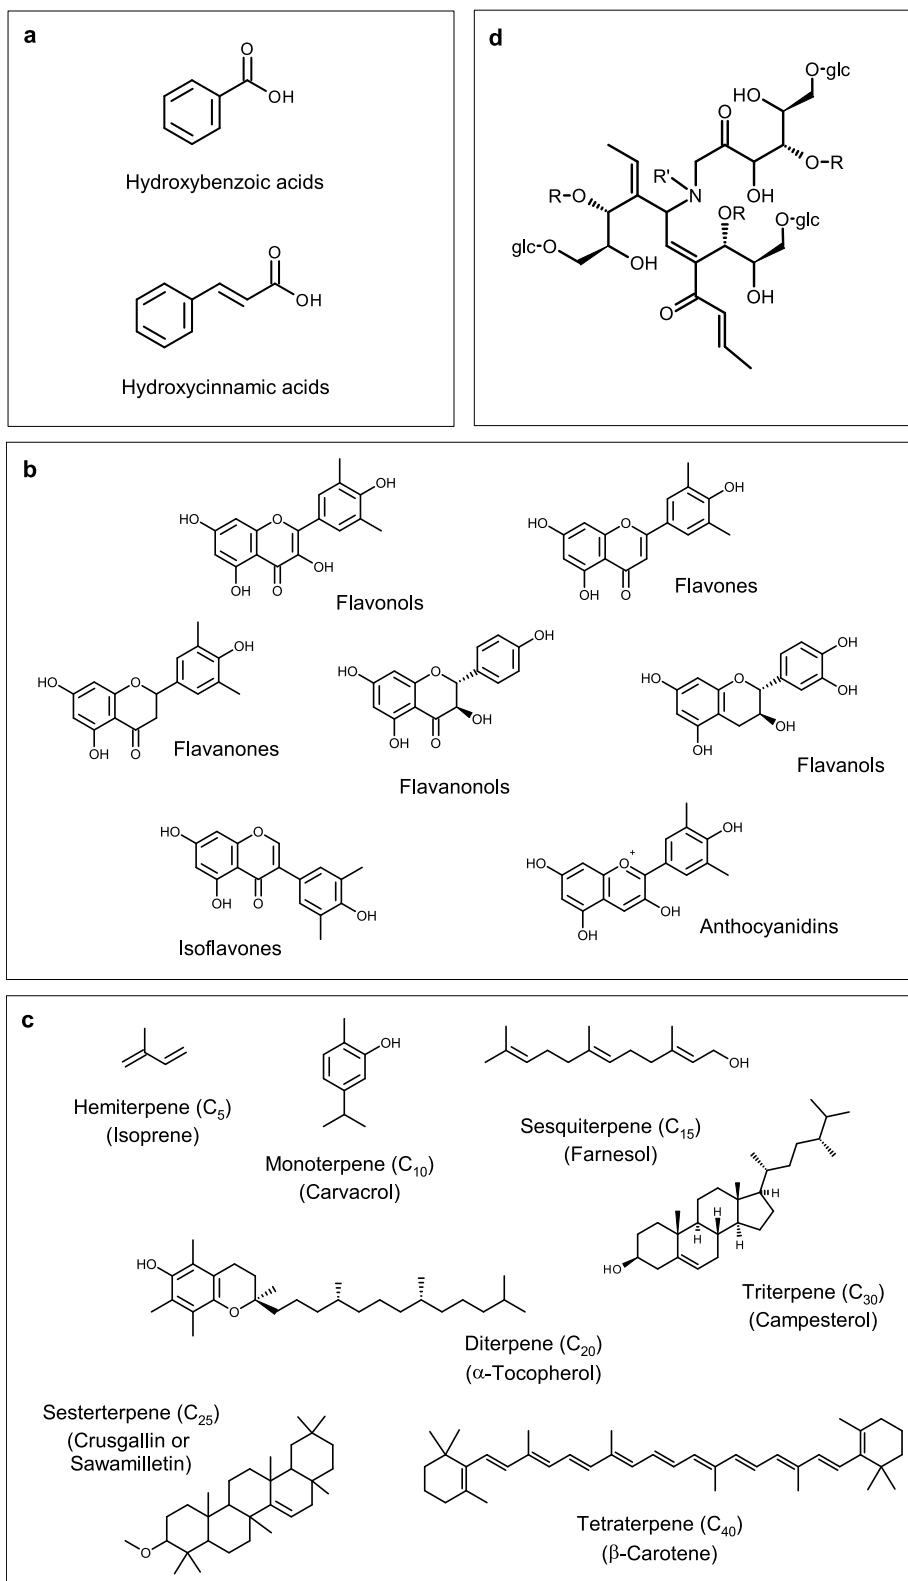 a
O
OH
Hydroxybenzoic acids
O
OH
Hydroxycinnamic acids
d
O-glc
HO
O
O-R
R'
N
OH
R-O
O-R
O-glc
glc-O
OH
OH
O
b
OH
HO
O
OH
OH
O
Flavonols
OH
HO
O
OH
O
Flavones
OH
HO
O
OH
O
Flavanones
OH
HO
O
OH
OH
O
Flavanonols
OH
OH
HO
O
OH
OH
Flavanols
HO
O
OH
O
OH
Isoflavones
OH
HO
O+
OH
OH
Anthocyanidins
c
Hemiterpene (C5)
(Isoprene)
OH
Monoterpene (C10)
(Carvacrol)
OH
Sesquiterpene (C15)
(Farnesol)
H
H
H
H
HO
Triterpene (C30)
(Campesterol)
HO
O
Diterpene (C20)
(α-Tocopherol)
Sesterterpene (C25)
(Crusgallin or
Sawamilletin)
O
Tetraterpene (C40)
(β-Carotene)